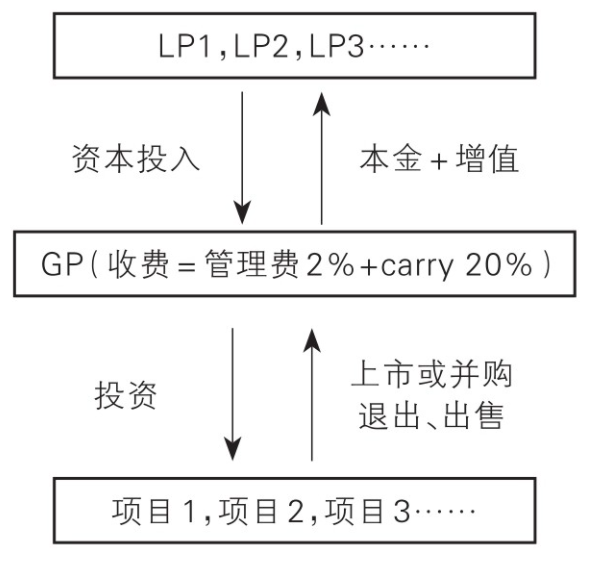 LP1,LP2,LP3……
资本投入
本金+增值
GP(收费=管理费2%+carry 20%)
投资
上市或并购
退出、出售
项目1,项目2,项目3……